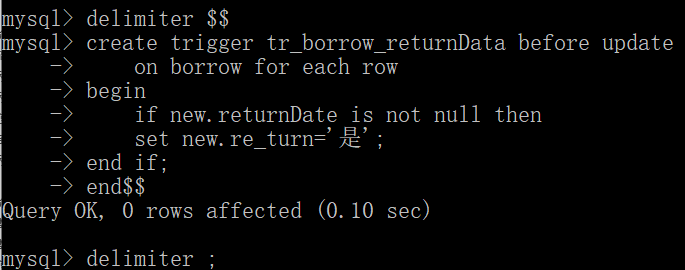 mysql> delimiter $$
mysql> create trigger tr_borrow_returnData before update
    ->     on borrow for each row
    -> begin
    ->     if new.returnDate is not null then
    ->     set new.re_turn='是';
    -> end if;
    -> end$$
Query OK, 0 rows affected (0.10 sec)
mysql> delimiter ;